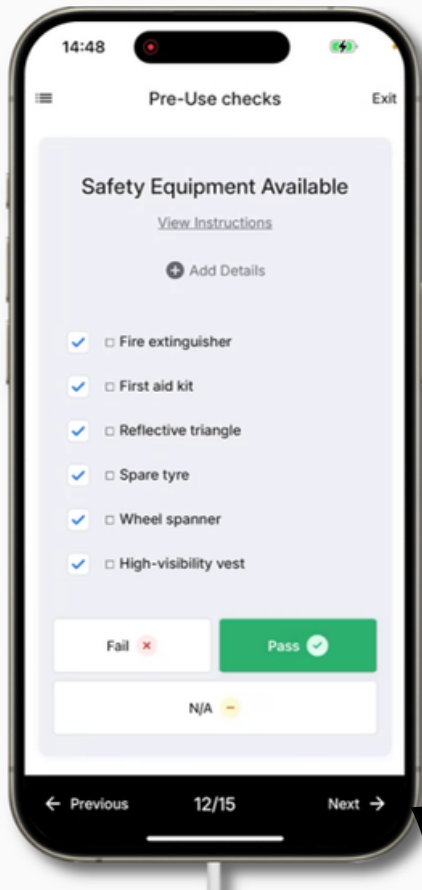 14:48
Pre-Use checks Exit
Safety Equipment Available
View Instructions
Add Details
□ Fire extinguisher
□ First aid kit
□ Reflective triangle
□ Spare tyre
□ Wheel spanner
□ High-visibility vest
Fail Pass
N/A
Previous 12/15 Next